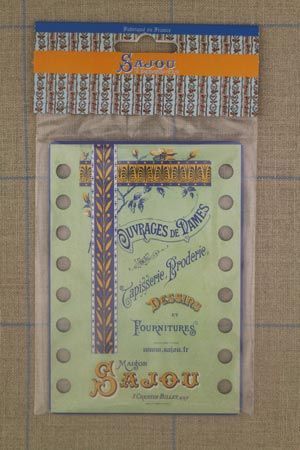 Fabriqué en France
SAJOU
OUVRAGES DE DAMES
Tapisserie, Broderie,
DESSINS
ET
FOURNITURES
www.sajou.fr
MAISON
SAJOU